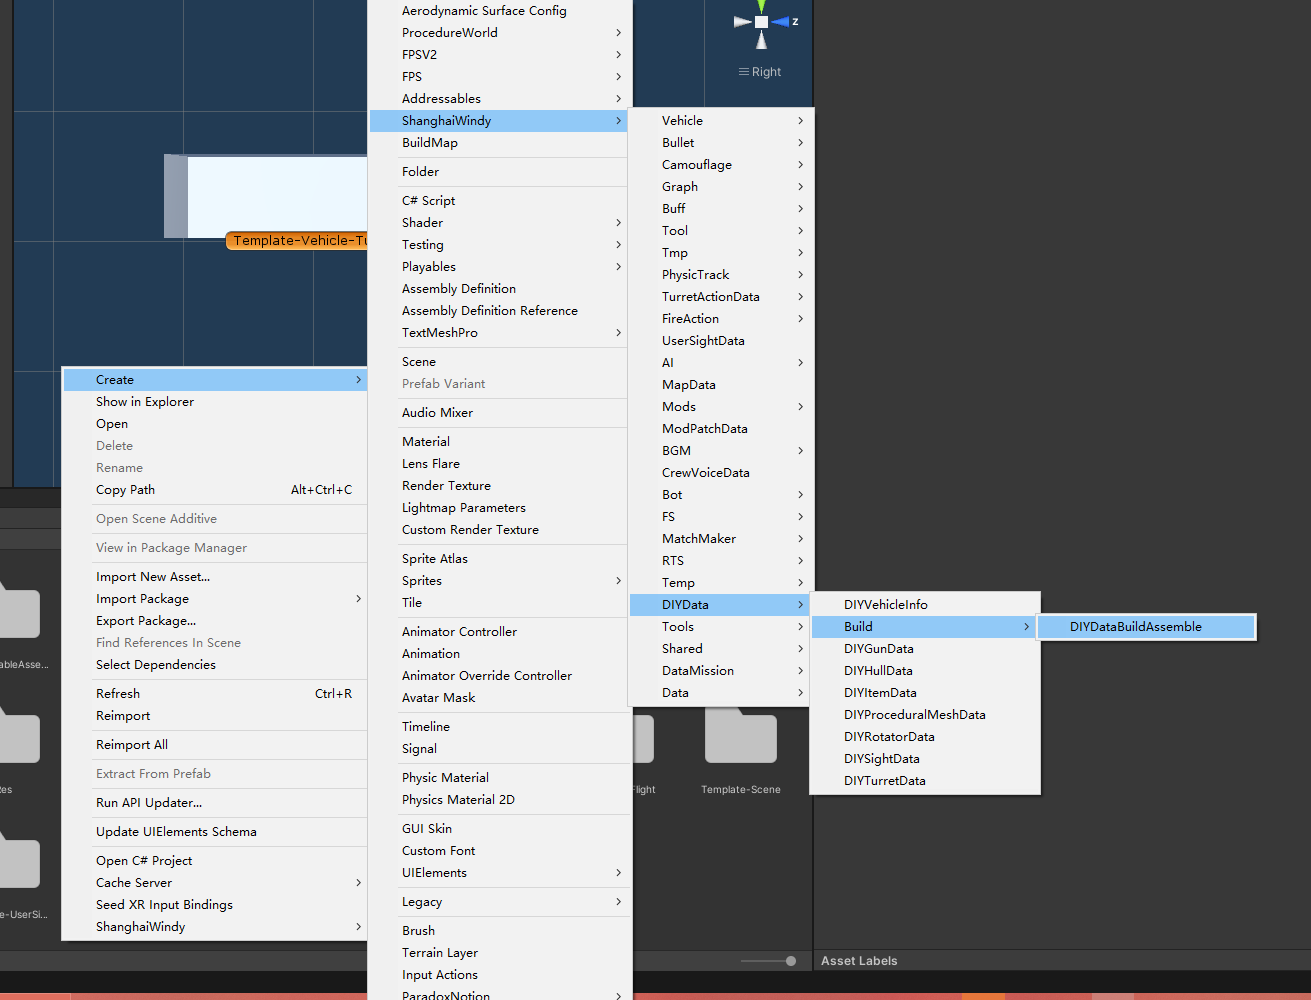 z
Right
Template-Vehicle-Tu
ableAsse...
es
e-UserSi...
Create
Show in Explorer
Open
Delete
Rename
Copy Path Alt+Ctrl+C
Open Scene Additive
View in Package Manager
Import New Asset...
Import Package
Export Package...
Find References In Scene
Select Dependencies
Refresh Ctrl+R
Reimport
Reimport All
Extract From Prefab
Run API Updater...
Update UIElements Schema
Open C# Project
Cache Server
Seed XR Input Bindings
ShanghaiWindy
Aerodynamic Surface Config
ProcedureWorld
FPSV2
FPS
Addressables
ShanghaiWindy
BuildMap
Folder
C# Script
Shader
Testing
Playables
Assembly Definition
Assembly Definition Reference
TextMeshPro
Scene
Prefab Variant
Audio Mixer
Material
Lens Flare
Render Texture
Lightmap Parameters
Custom Render Texture
Sprite Atlas
Sprites
Tile
Animator Controller
Animation
Animator Override Controller
Avatar Mask
Timeline
Signal
Physic Material
Physics Material 2D
GUI Skin
Custom Font
UIElements
Legacy
Brush
Terrain Layer
Input Actions
ParadoxNotion
Vehicle
Bullet
Camouflage
Graph
Buff
Tool
Tmp
PhysicTrack
TurretActionData
FireAction
UserSightData
AI
MapData
Mods
ModPatchData
BGM
CrewVoiceData
Bot
FS
MatchMaker
RTS
Temp
DIYData
Tools
Shared
DataMission
Data
DIYVehicleInfo
Build
DIYGunData
DIYHullData
DIYItemData
DIYProceduralMeshData
DIYRotatorData
DIYSightData
DIYTurretData
DIYDataBuildAssemble
Flight
Template-Scene
Asset Labels